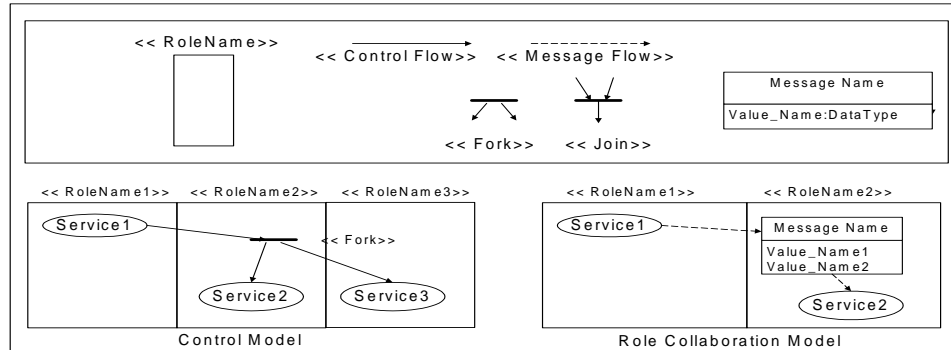 << RoleName>>
<< Control Flow>>
<< Message Flow>>
Message Name
Value_Name:DataType
<< Fork>>
<< Join>>
<< RoleName1>>
<< RoleName2>>
<< RoleName3>>
Service1
<< Fork>>
Service2
Service3
Control Model
<< RoleName1>>
<< RoleName2>>
Service1
Message Name
Value_Name1
Value_Name2
Service2
Role Collaboration Model